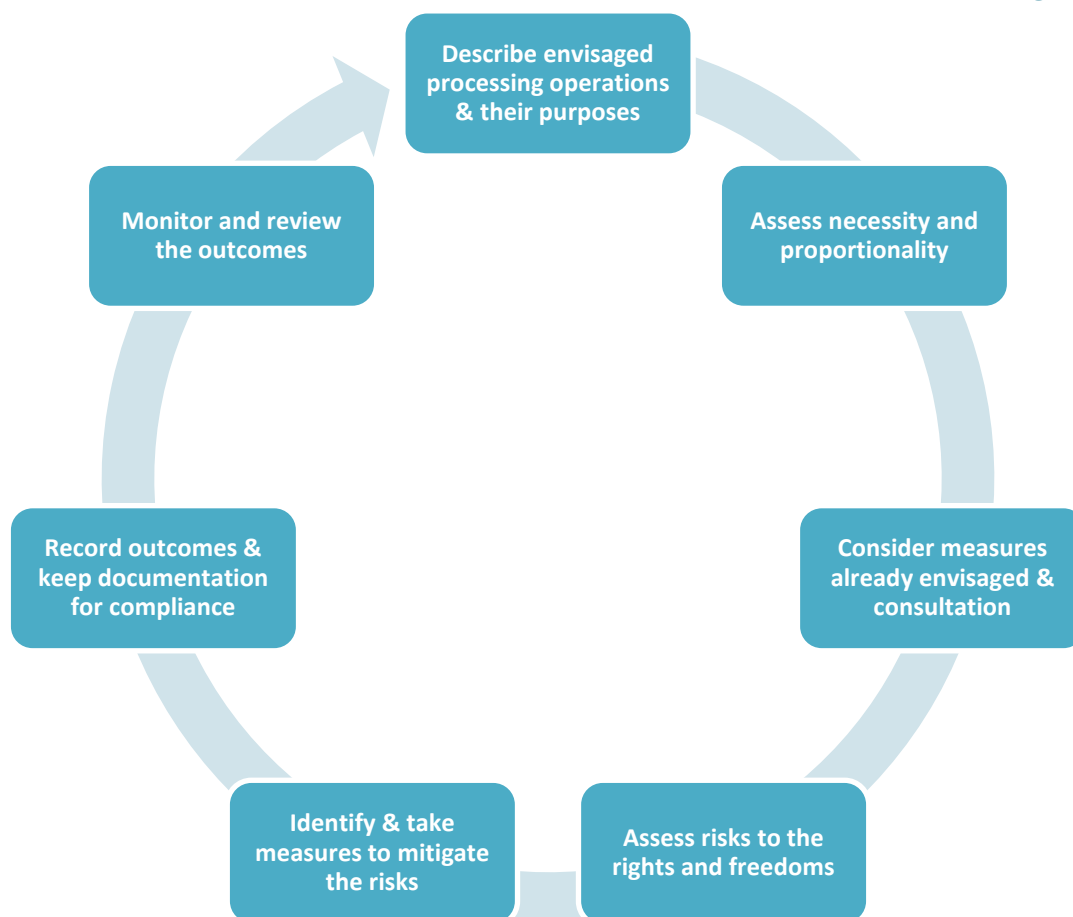 Describe envisaged
processing operations
& their purposes
Assess necessity and
proportionality
Consider measures
already envisaged &
consultation
Assess risks to the
rights and freedoms
Identify & take
measures to mitigate
the risks
Record outcomes &
keep documentation
for compliance
Monitor and review
the outcomes